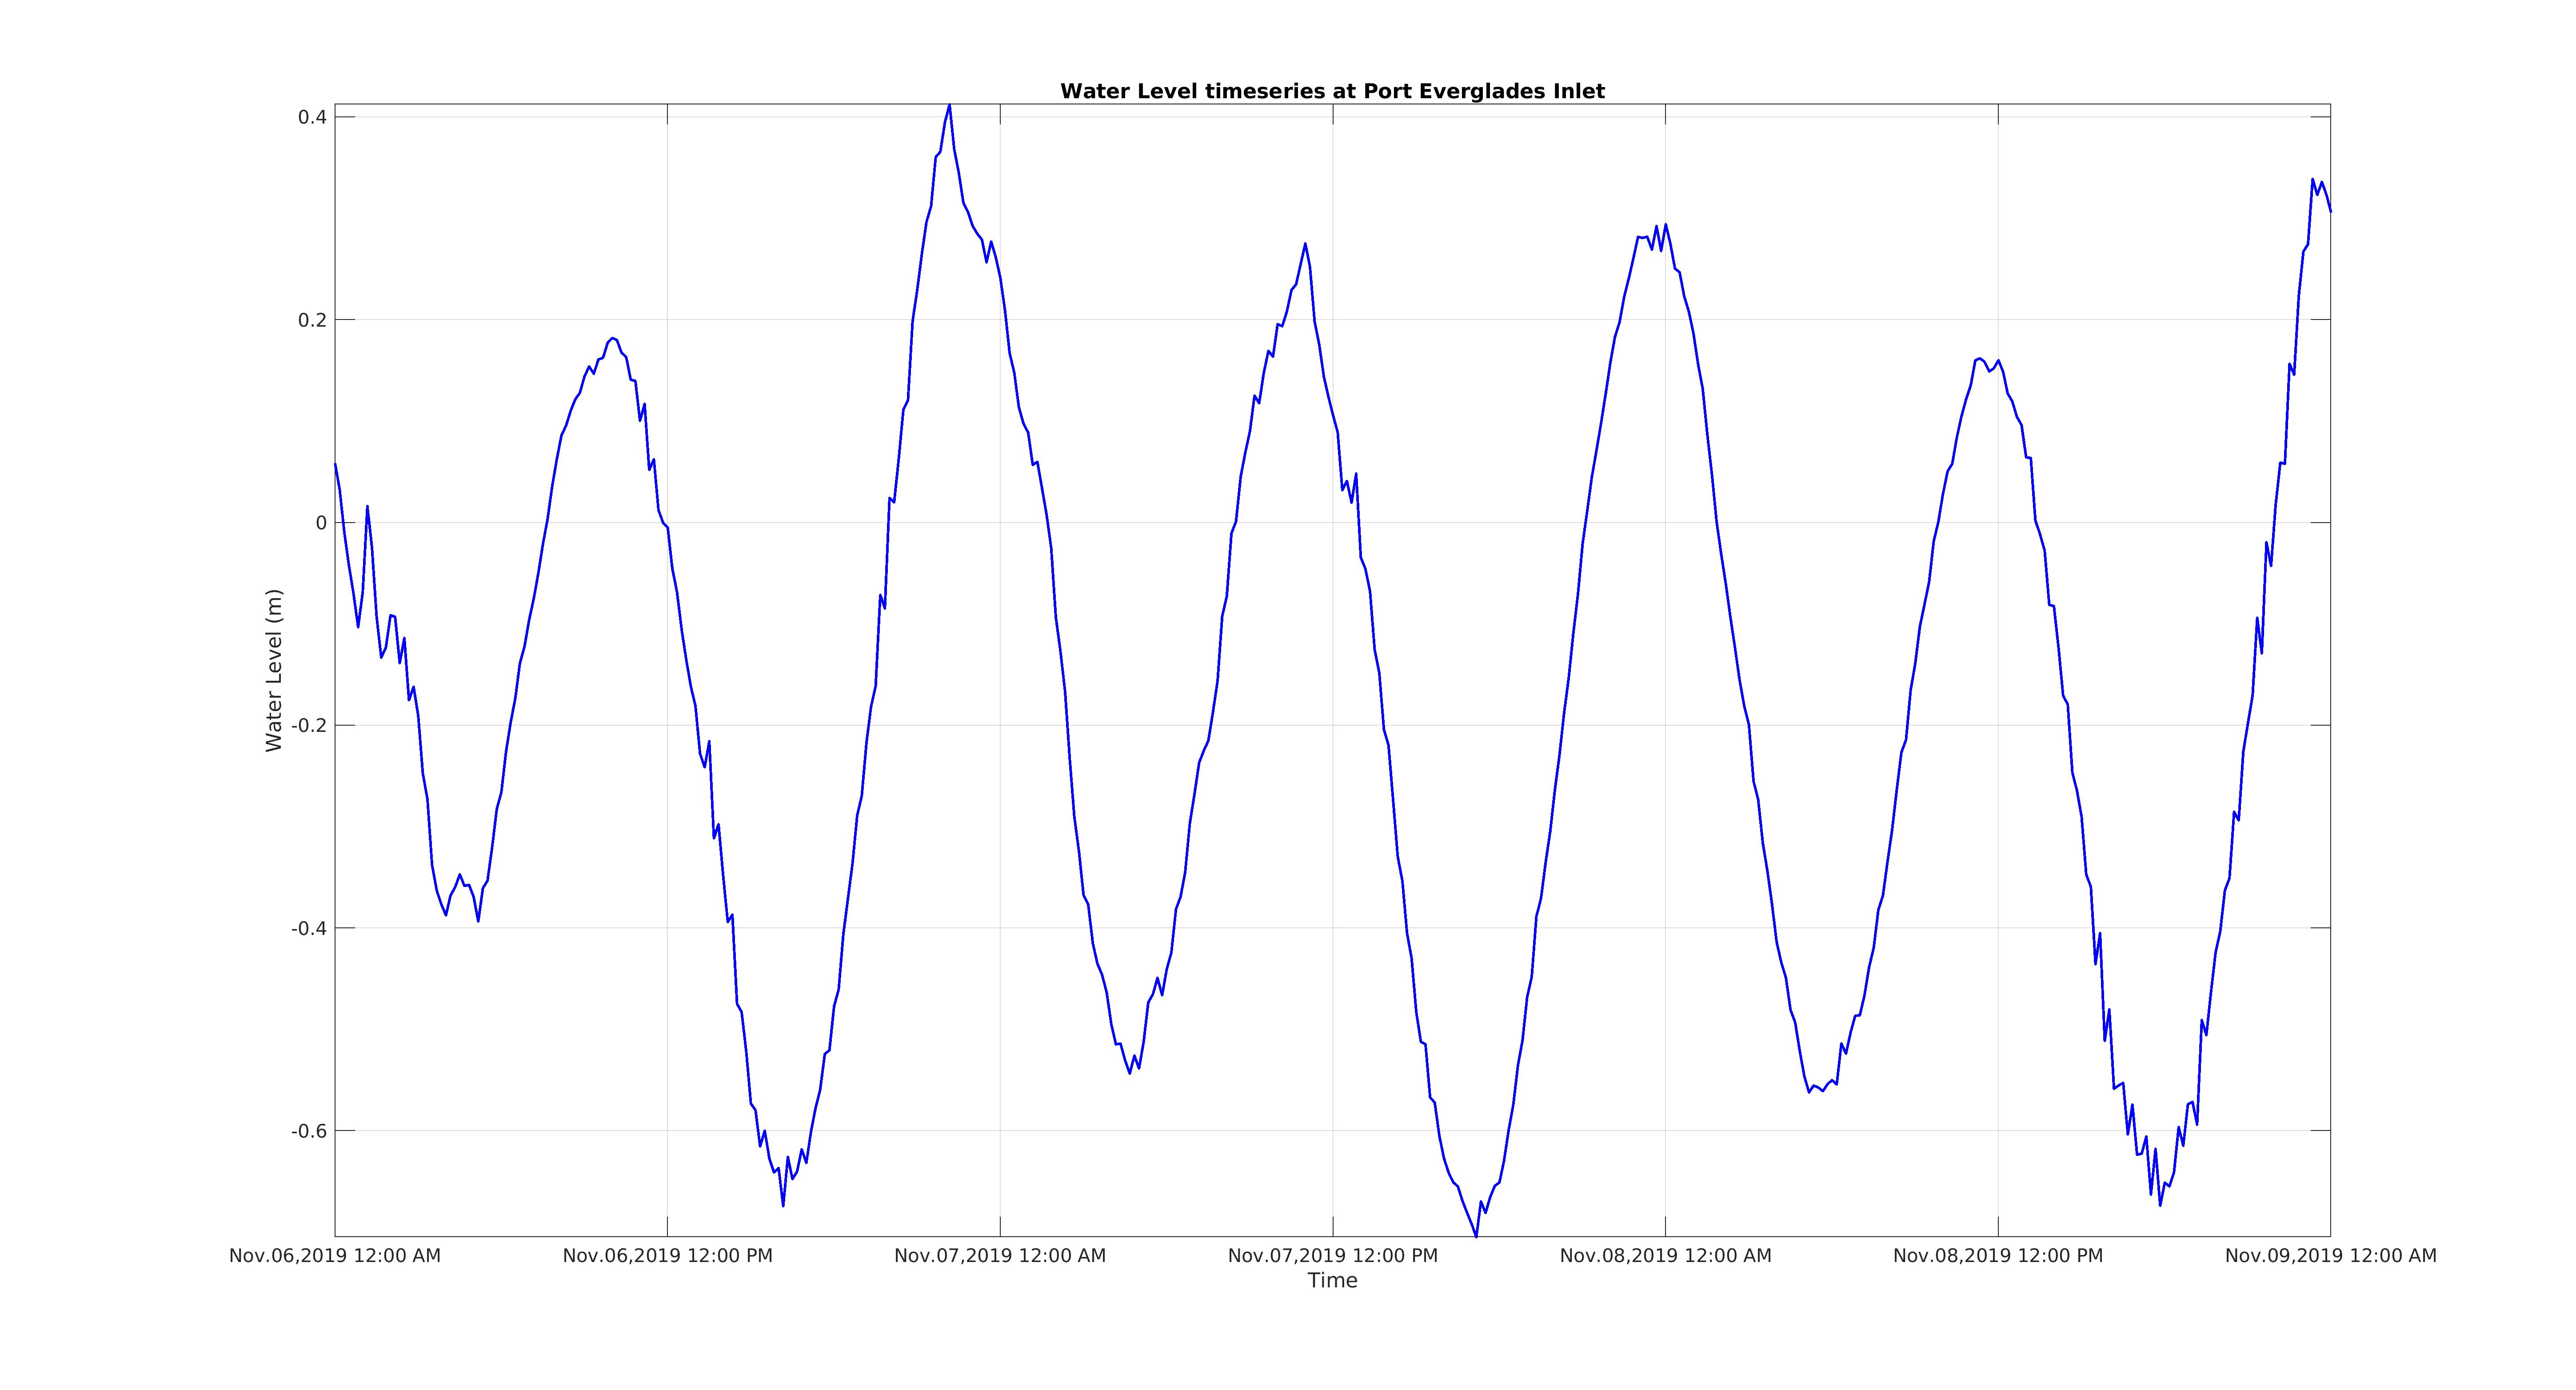 Water Level timeseries at Port Everglades Inlet
0.4
0.2
0
-0.2
-0.4
-0.6
Water Level (m)
Nov.06,2019 12:00 AM
Nov.06,2019 12:00 PM
Nov.07,2019 12:00 AM
Nov.07,2019 12:00 PM
Nov.08,2019 12:00 AM
Nov.08,2019 12:00 PM
Nov.09,2019 12:00 AM
Time